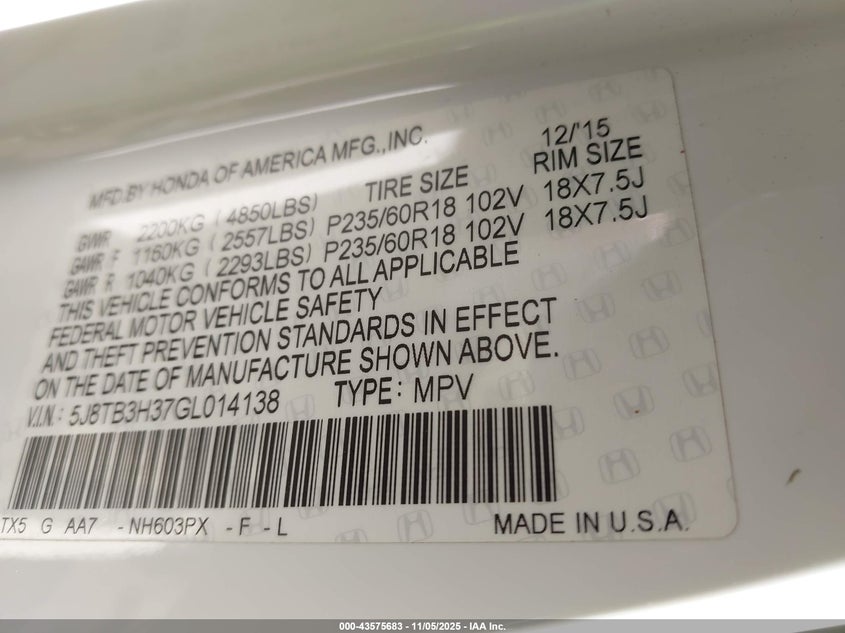 MFD.BY HONDA OF AMERICA MFG.,INC. 12/'15
TIRE SIZE RIM SIZE
GVWR 2200KG ( 4850LBS)
GAWR F 1160KG ( 2557LBS) P235/60R18 102V 18X7.5J
GAWR R 1040KG ( 2293LBS) P235/60R18 102V 18X7.5J
THIS VEHICLE CONFORMS TO ALL APPLICABLE
FEDERAL MOTOR VEHICLE SAFETY
AND THEFT PREVENTION STANDARDS IN EFFECT
ON THE DATE OF MANUFACTURE SHOWN ABOVE.
V.I.N.: 5J8TB3H37GL014138 TYPE: MPV
TX5 G AA7 -NH603PX -F -L MADE IN U.S.A.
000-43575683 - 11/05/2025 - IAA Inc.